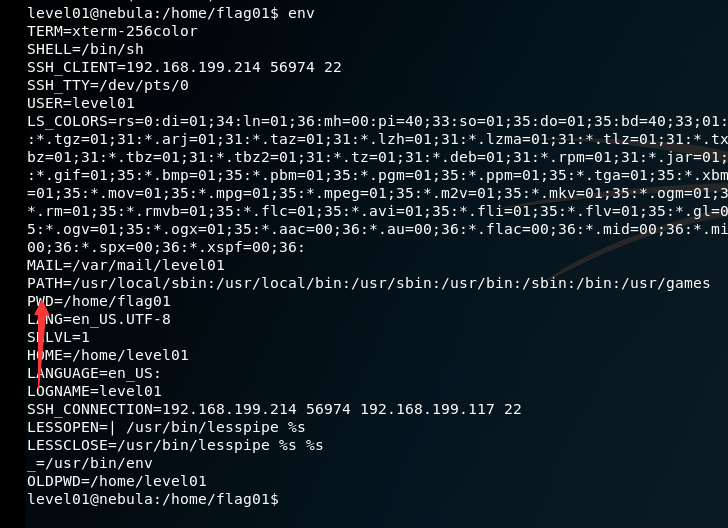 level01@nebula:/home/flag01$ env
TERM=xterm-256color
SHELL=/bin/sh
SSH_CLIENT=192.168.199.214 56974 22
SSH_TTY=/dev/pts/0
USER=level01
LS_COLORS=rs=0:di=01;34:ln=01;36:mh=00:pi=40;33:so=01;35:do=01;35:bd=40;33;01:
:*.tgz=01;31:*.arj=01;31:*.taz=01;31:*.lzh=01;31:*.lzma=01;31:*.tlz=01;31:*.tx
bz=01;31:*.tbz=01;31:*.tbz2=01;31:*.tz=01;31:*.deb=01;31:*.rpm=01;31:*.jar=01;
:*.gif=01;35:*.bmp=01;35:*.pbm=01;35:*.pgm=01;35:*.ppm=01;35:*.tga=01;35:*.xbm
=01;35:*.mov=01;35:*.mpg=01;35:*.mpeg=01;35:*.m2v=01;35:*.mkv=01;35:*.ogm=01;3
*.rm=01;35:*.rmvb=01;35:*.flc=01;35:*.avi=01;35:*.fli=01;35:*.flv=01;35:*.gl=0
5:*.ogv=01;35:*.ogx=01;35:*.aac=00;36:*.au=00;36:*.flac=00;36:*.mid=00;36:*.mi
00;36:*.spx=00;36:*.xspf=00;36:
MAIL=/var/mail/level01
PATH=/usr/local/sbin:/usr/local/bin:/usr/sbin:/usr/bin:/sbin:/bin:/usr/games
PWD=/home/flag01
LANG=en_US.UTF-8
SHLVL=1
HOME=/home/level01
LANGUAGE=en_US:
LOGNAME=level01
SSH_CONNECTION=192.168.199.214 56974 192.168.199.117 22
LESSOPEN=| /usr/bin/lesspipe %s
LESSCLOSE=/usr/bin/lesspipe %s %s
_=/usr/bin/env
OLDPWD=/home/level01
level01@nebula:/home/flag01$